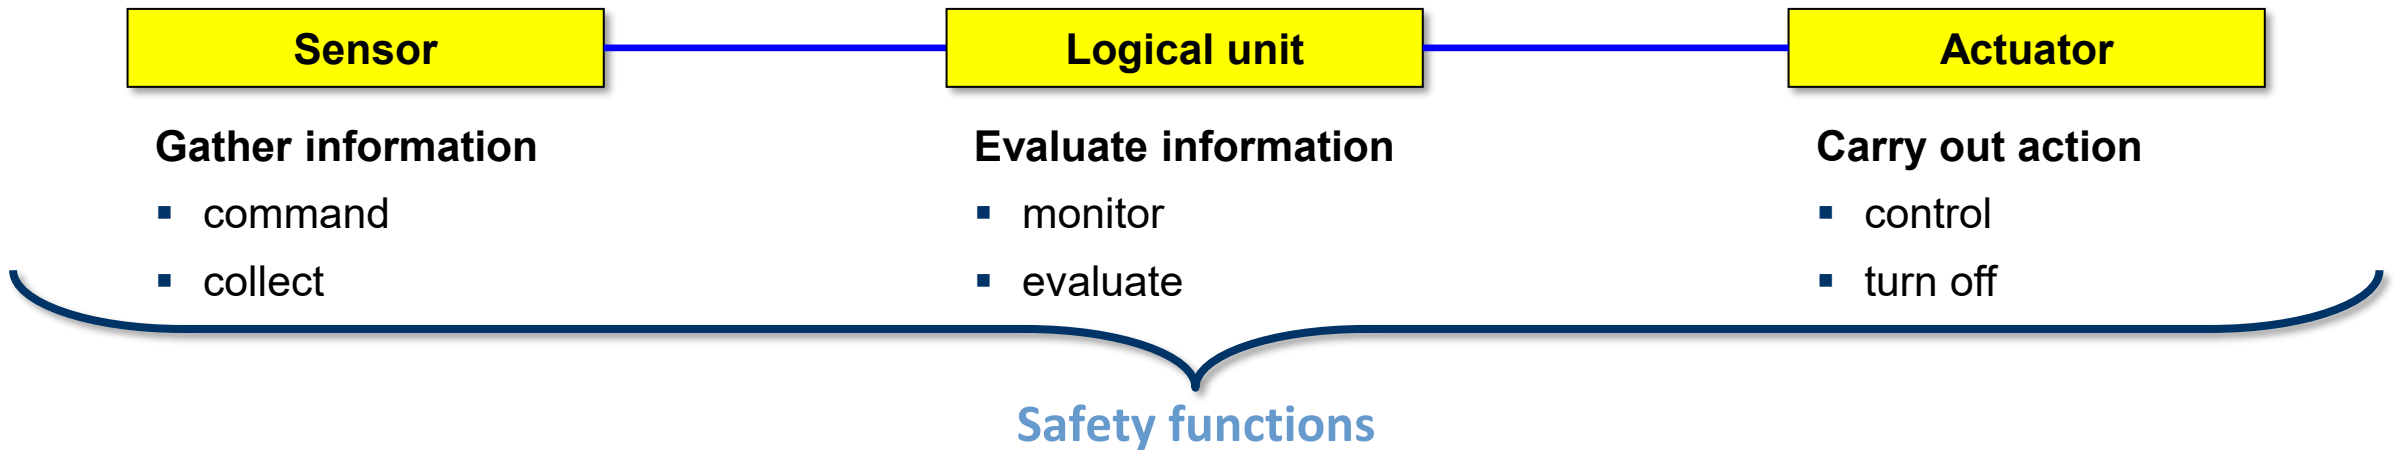 Sensor
Logical unit
Actuator
Gather information
▪ command
▪ collect
Evaluate information
▪ monitor
▪ evaluate
Carry out action
▪ control
▪ turn off
Safety functions